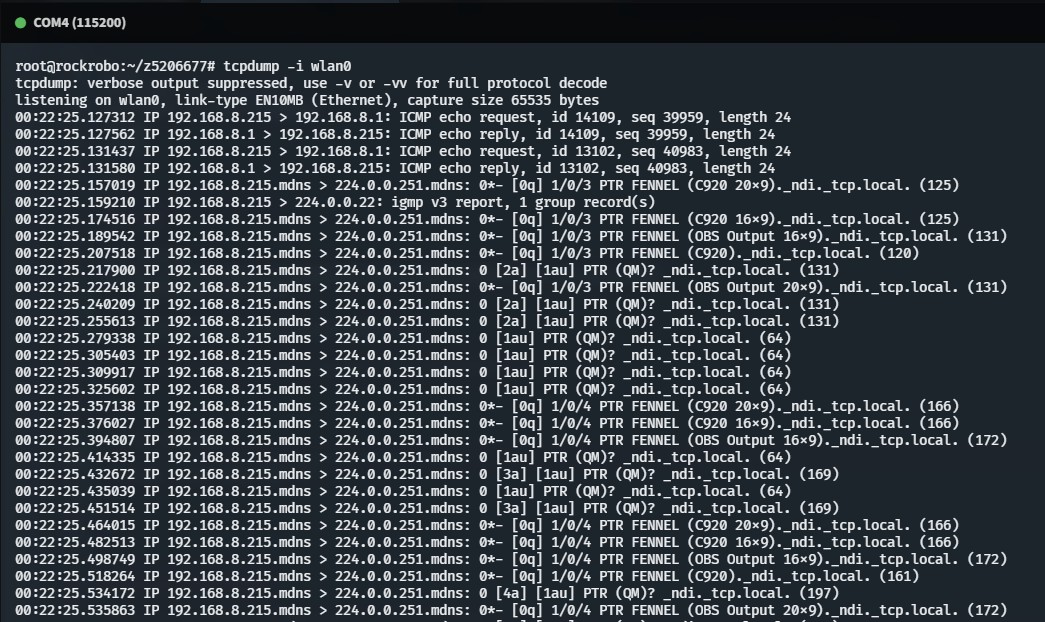 COM4 (115200)
root@rockrobo:~/z5206677# tcpdump -i wlan0
tcpdump: verbose output suppressed, use -v or -vv for full protocol decode
listening on wlan0, link-type EN10MB (Ethernet), capture size 65535 bytes
00:22:25.127312 IP 192.168.8.215 > 192.168.8.1: ICMP echo request, id 14109, seq 39959, length 24
00:22:25.127562 IP 192.168.8.1 > 192.168.8.215: ICMP echo reply, id 14109, seq 39959, length 24
00:22:25.131437 IP 192.168.8.215 > 192.168.8.1: ICMP echo request, id 13102, seq 40983, length 24
00:22:25.131580 IP 192.168.8.1 > 192.168.8.215: ICMP echo reply, id 13102, seq 40983, length 24
00:22:25.157019 IP 192.168.8.215.mdns > 224.0.0.251.mdns: 0*- [0q] 1/0/3 PTR FENNEL (C920 20×9)._ndi._tcp.local. (125)
00:22:25.159210 IP 192.168.8.215 > 224.0.0.22: igmp v3 report, 1 group record(s)
00:22:25.174516 IP 192.168.8.215.mdns > 224.0.0.251.mdns: 0*- [0q] 1/0/3 PTR FENNEL (C920 16×9)._ndi._tcp.local. (125)
00:22:25.189542 IP 192.168.8.215.mdns > 224.0.0.251.mdns: 0*- [0q] 1/0/3 PTR FENNEL (OBS Output 16×9)._ndi._tcp.local. (131)
00:22:25.207518 IP 192.168.8.215.mdns > 224.0.0.251.mdns: 0*- [0q] 1/0/3 PTR FENNEL (C920)._ndi._tcp.local. (120)
00:22:25.217900 IP 192.168.8.215.mdns > 224.0.0.251.mdns: 0 [2a] [1au] PTR (QM)? _ndi._tcp.local. (131)
00:22:25.222418 IP 192.168.8.215.mdns > 224.0.0.251.mdns: 0*- [0q] 1/0/3 PTR FENNEL (OBS Output 20×9)._ndi._tcp.local. (131)
00:22:25.240209 IP 192.168.8.215.mdns > 224.0.0.251.mdns: 0 [2a] [1au] PTR (QM)? _ndi._tcp.local. (131)
00:22:25.255613 IP 192.168.8.215.mdns > 224.0.0.251.mdns: 0 [2a] [1au] PTR (QM)? _ndi._tcp.local. (131)
00:22:25.279338 IP 192.168.8.215.mdns > 224.0.0.251.mdns: 0 [1au] PTR (QM)? _ndi._tcp.local. (64)
00:22:25.305403 IP 192.168.8.215.mdns > 224.0.0.251.mdns: 0 [1au] PTR (QM)? _ndi._tcp.local. (64)
00:22:25.309917 IP 192.168.8.215.mdns > 224.0.0.251.mdns: 0 [1au] PTR (QM)? _ndi._tcp.local. (64)
00:22:25.325602 IP 192.168.8.215.mdns > 224.0.0.251.mdns: 0 [1au] PTR (QM)? _ndi._tcp.local. (64)
00:22:25.357138 IP 192.168.8.215.mdns > 224.0.0.251.mdns: 0*- [0q] 1/0/4 PTR FENNEL (C920 20×9)._ndi._tcp.local. (166)
00:22:25.376027 IP 192.168.8.215.mdns > 224.0.0.251.mdns: 0*- [0q] 1/0/4 PTR FENNEL (C920 16×9)._ndi._tcp.local. (166)
00:22:25.394807 IP 192.168.8.215.mdns > 224.0.0.251.mdns: 0*- [0q] 1/0/4 PTR FENNEL (OBS Output 16×9)._ndi._tcp.local. (172)
00:22:25.414335 IP 192.168.8.215.mdns > 224.0.0.251.mdns: 0 [1au] PTR (QM)? _ndi._tcp.local. (64)
00:22:25.432672 IP 192.168.8.215.mdns > 224.0.0.251.mdns: 0 [3a] [1au] PTR (QM)? _ndi._tcp.local. (169)
00:22:25.435039 IP 192.168.8.215.mdns > 224.0.0.251.mdns: 0 [1au] PTR (QM)? _ndi._tcp.local. (64)
00:22:25.451514 IP 192.168.8.215.mdns > 224.0.0.251.mdns: 0 [3a] [1au] PTR (QM)? _ndi._tcp.local. (169)
00:22:25.464015 IP 192.168.8.215.mdns > 224.0.0.251.mdns: 0*- [0q] 1/0/4 PTR FENNEL (C920 20×9)._ndi._tcp.local. (166)
00:22:25.482513 IP 192.168.8.215.mdns > 224.0.0.251.mdns: 0*- [0q] 1/0/4 PTR FENNEL (C920 16×9)._ndi._tcp.local. (166)
00:22:25.498749 IP 192.168.8.215.mdns > 224.0.0.251.mdns: 0*- [0q] 1/0/4 PTR FENNEL (OBS Output 16×9)._ndi._tcp.local. (172)
00:22:25.518264 IP 192.168.8.215.mdns > 224.0.0.251.mdns: 0*- [0q] 1/0/4 PTR FENNEL (C920)._ndi._tcp.local. (161)
00:22:25.534172 IP 192.168.8.215.mdns > 224.0.0.251.mdns: 0 [4a] [1au] PTR (QM)? _ndi._tcp.local. (197)
00:22:25.535863 IP 192.168.8.215.mdns > 224.0.0.251.mdns: 0*- [0q] 1/0/4 PTR FENNEL (OBS Output 20×9)._ndi._tcp.local. (172)